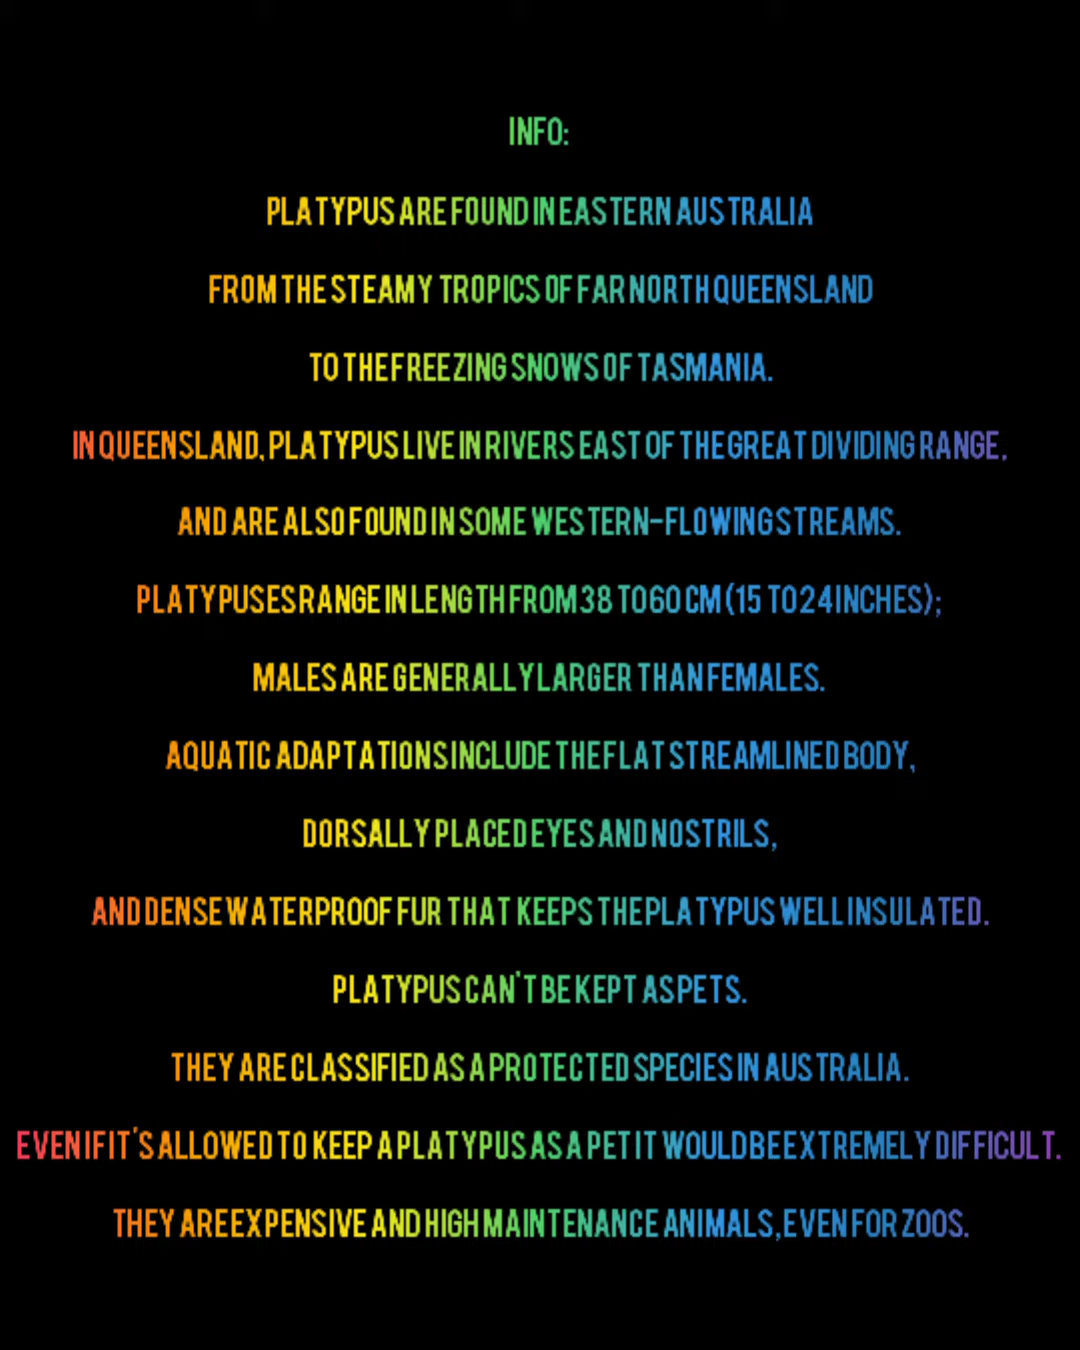 INFO:
PLATYPUS ARE FOUND IN EASTERN AUSTRALIA
FROM THE STEAMY TROPICS OF FAR NORTH QUEENSLAND
TO THE FREEZING SNOWS OF TASMANIA.
IN QUEENSLAND, PLATYPUS LIVE IN RIVERS EAST OF THE GREAT DIVIDING RANGE,
AND ARE ALSO FOUND IN SOME WESTERN-FLOWING STREAMS.
PLATYPUSES RANGE IN LENGTH FROM 38 TO 60 CM (15 TO 24 INCHES);
MALES ARE GENERALLY LARGER THAN FEMALES.
AQUATIC ADAPTATIONS INCLUDE THE FLAT STREAMLINED BODY,
DORSALLY PLACED EYES AND NOSTRILS,
AND DENSE WATERPROOF FUR THAT KEEPS THE PLATYPUS WELL INSULATED.
PLATYPUS CAN'T BE KEPT AS PETS.
THEY ARE CLASSIFIED AS A PROTECTED SPECIES IN AUSTRALIA.
EVEN IF IT'S ALLOWED TO KEEP A PLATYPUS AS A PET IT WOULD BE EXTREMELY DIFFICULT.
THEY ARE EXPENSIVE AND HIGH MAINTENANCE ANIMALS, EVEN FOR ZOOS.